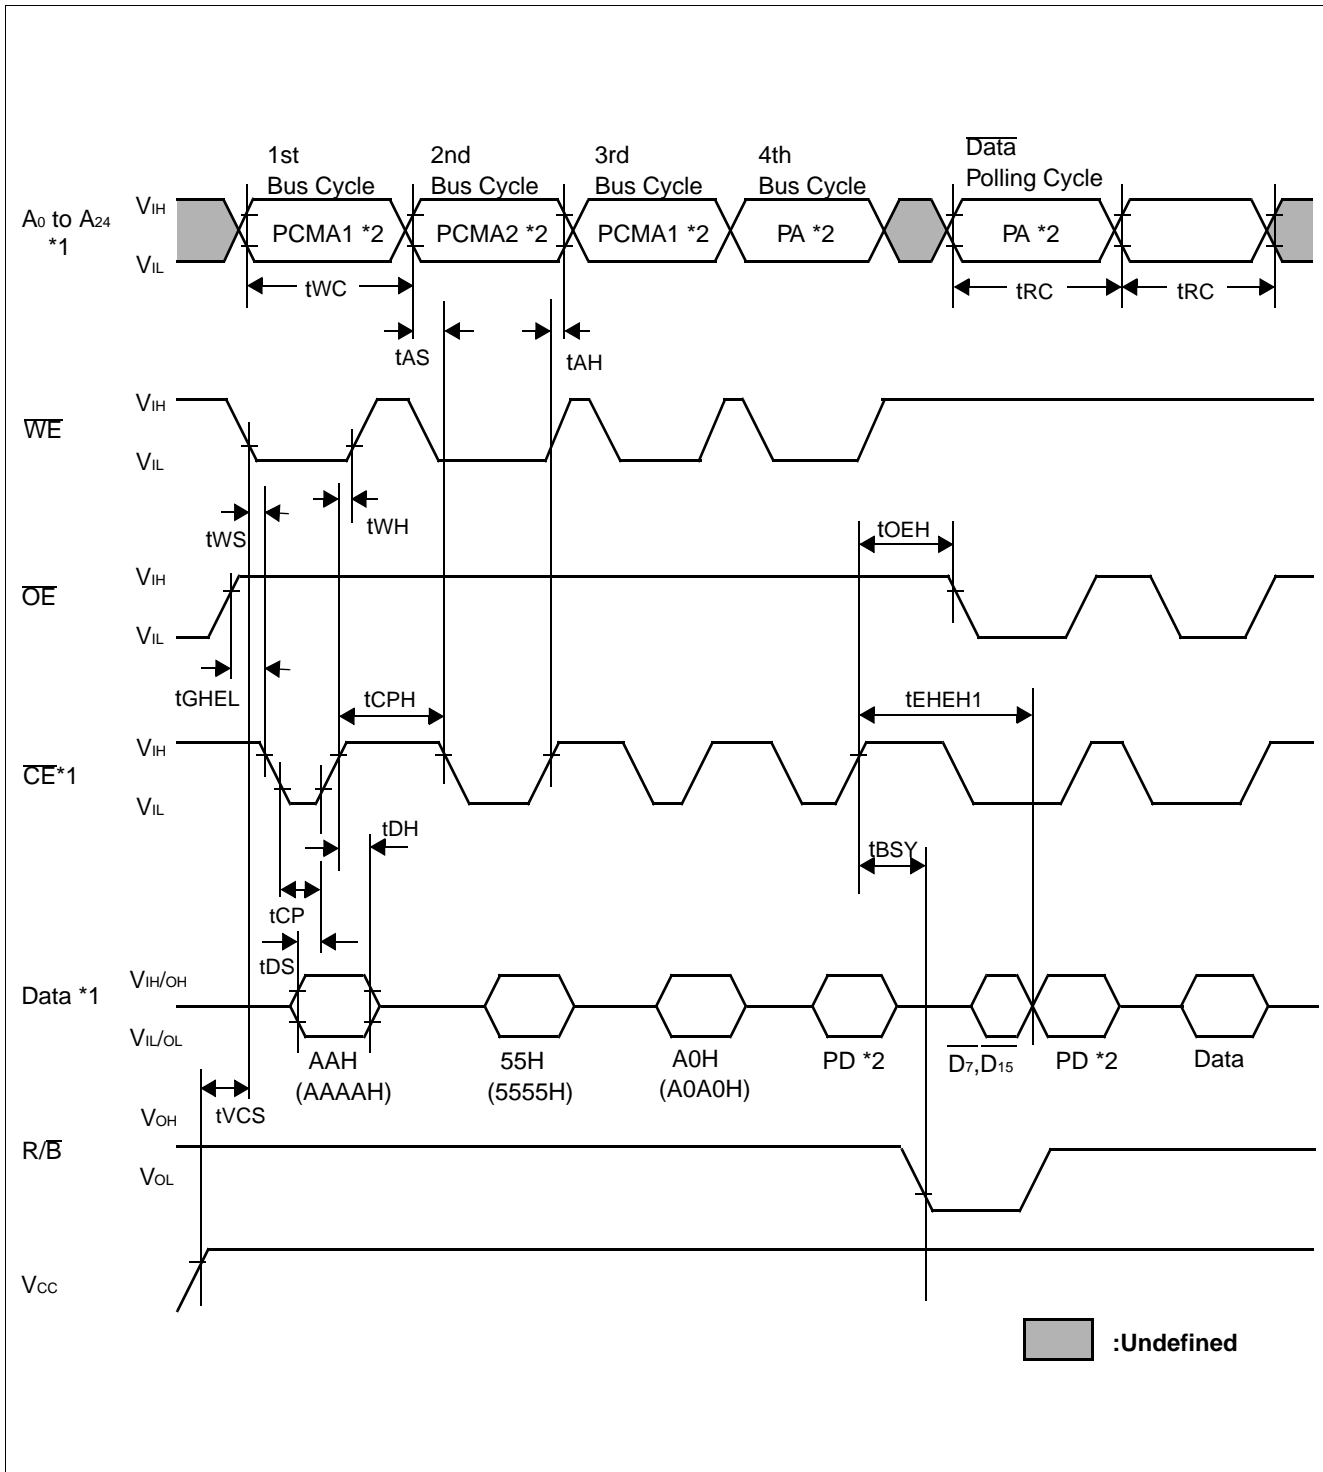 1st
Bus Cycle
2nd
Bus Cycle
3rd
Bus Cycle
4th
Bus Cycle
Data
Polling Cycle
A0 to A24
*1
VIH
VIL
PCMA1 *2
PCMA2 *2
PCMA1 *2
PA *2
PA *2
tWC
tRC
tRC
tAS
tAH
WE
VIH
VIL
tWS
tWH
tOEH
OE
VIH
VIL
tGHEL
tCPH
tEHEH1
CE*1
VIH
VIL
tDH
tBSY
tCP
tDS
Data *1
VIH/OH
VIL/OL
AAH
(AAAAH)
55H
(5555H)
A0H
(A0A0H)
PD *2
D7,D15
PD *2
Data
tVCS
R/B
VOH
VOL
VCC
:Undefined